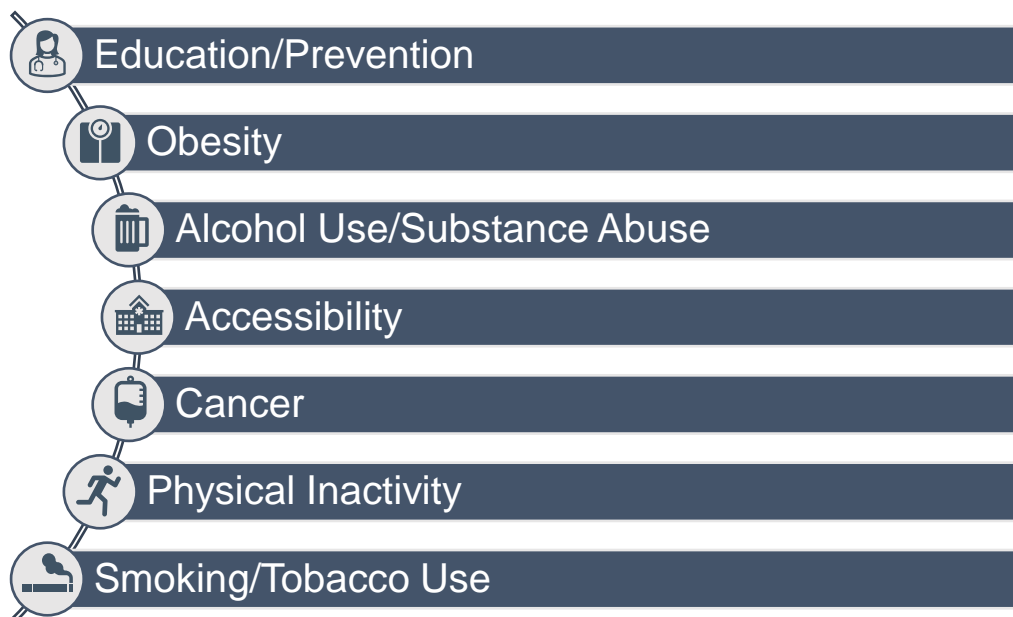 Education/Prevention
Obesity
Alcohol Use/Substance Abuse
Accessibility
Cancer
Physical Inactivity
Smoking/Tobacco Use